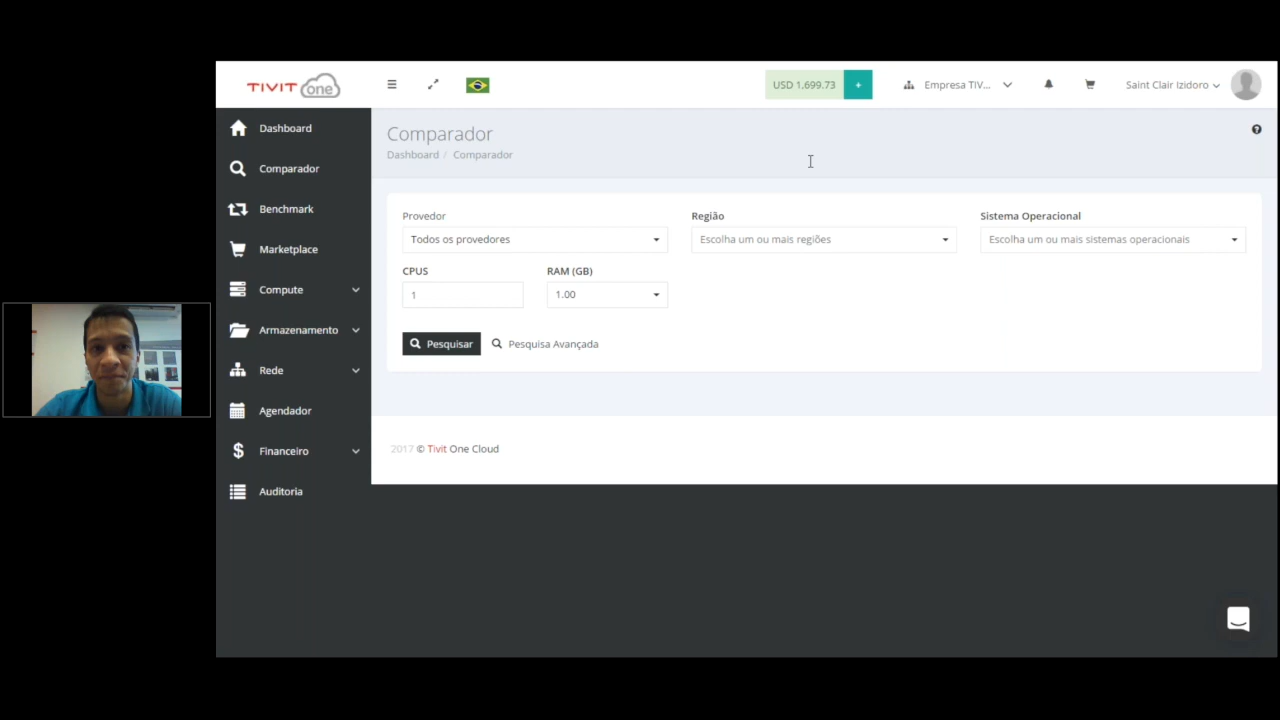 TIVIT one
USD 1,699.73
+
Empresa TIV...
Saint Clair Izidoro
Dashboard
Comparador
Benchmark
Marketplace
Compute
Armazenamento
Rede
Agendador
Financeiro
Auditoria
Comparador
Dashboard / Comparador
Provedor
Todos os provedores
Região
Escolha um ou mais regiões
Sistema Operacional
Escolha um ou mais sistemas operacionais
CPUS
1
RAM (GB)
1.00
Pesquisar
Pesquisa Avançada
2017 © Tivit One Cloud